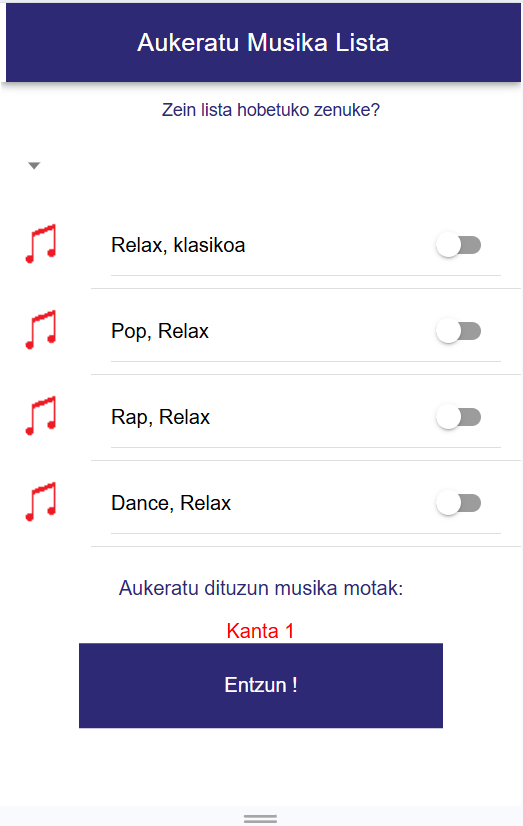 Aukeratu Musika Lista
Zein lista hobetuko zenuke?
Relax, klasikoa
Pop, Relax
Rap, Relax
Dance, Relax
Aukeratu dituzun musika motak:
Kanta 1
Entzun !